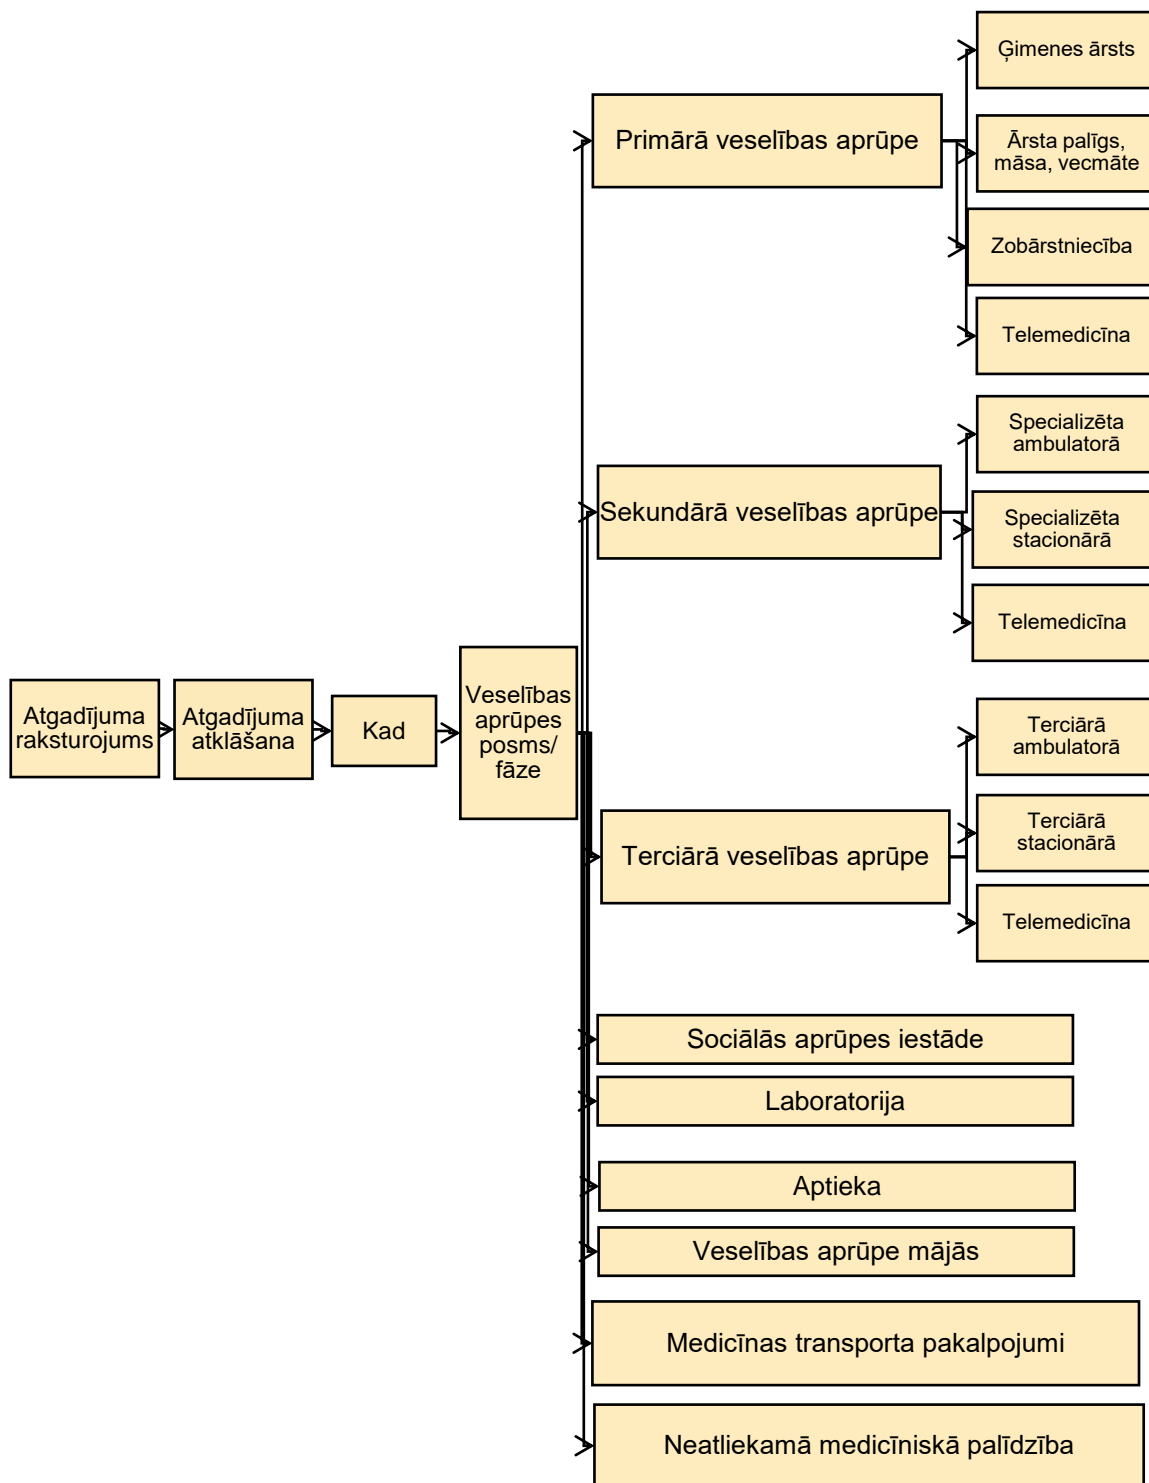 Atgadījuma
raksturojums
Atgadījuma
atklāšana
Kad
Veselības
aprūpes
posms/
fāze
Primārā veselības aprūpe
Ģimenes ārsts
Ārsta palīgs,
māsa, vecmāte
Zobārstniecība
Telemedicīna
Sekundārā veselības aprūpe
Specializēta
ambulatorā
Specializēta
stacionārā
Telemedicīna
Terciārā veselības aprūpe
Terciārā
ambulatorā
Terciārā
stacionārā
Telemedicīna
Sociālās aprūpes iestāde
Laboratorija
Aptieka
Veselības aprūpe mājās
Medicīnas transporta pakalpojumi
Neatliekamā medicīniskā palīdzība